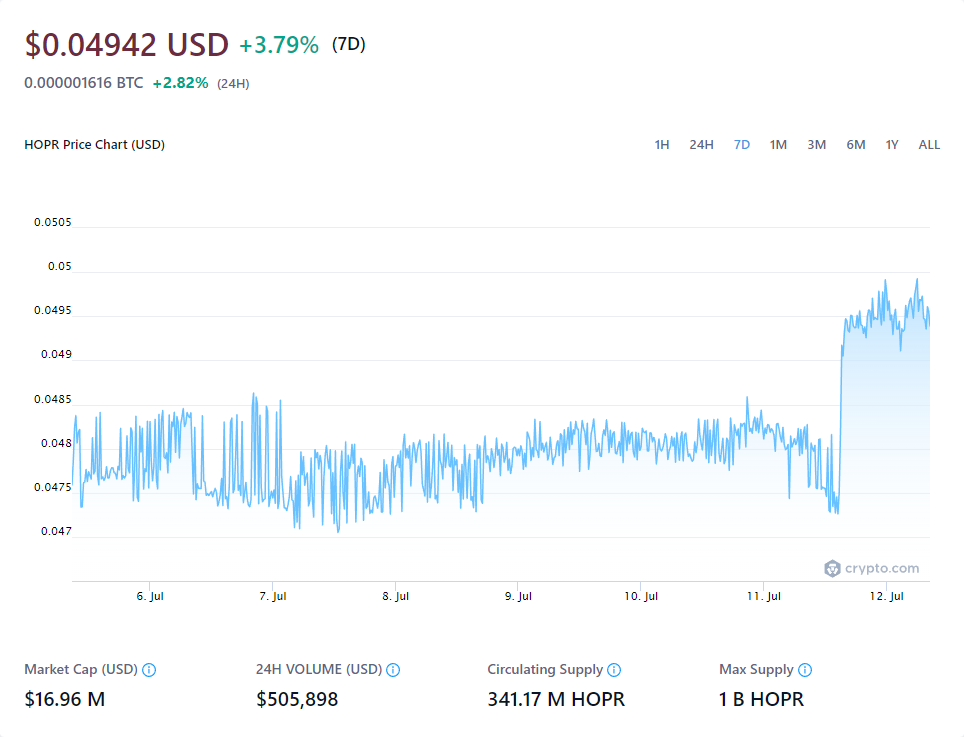 $0.04942 USD +3.79% (7D)
0.000001616 BTC +2.82% (24H)
HOPR Price Chart (USD) 1H 24H 7D 1M 3M 6M 1Y ALL
0.0505
0.05
0.0495
0.049
0.0485
0.048
0.0475
0.047
crypto.com
6. Jul 7. Jul 8. Jul 9. Jul 10. Jul 11. Jul 12. Jul
Market Cap (USD) 24H VOLUME (USD) Circulating Supply Max Supply
$16.96 M $505,898 341.17 M HOPR 1 B HOPR